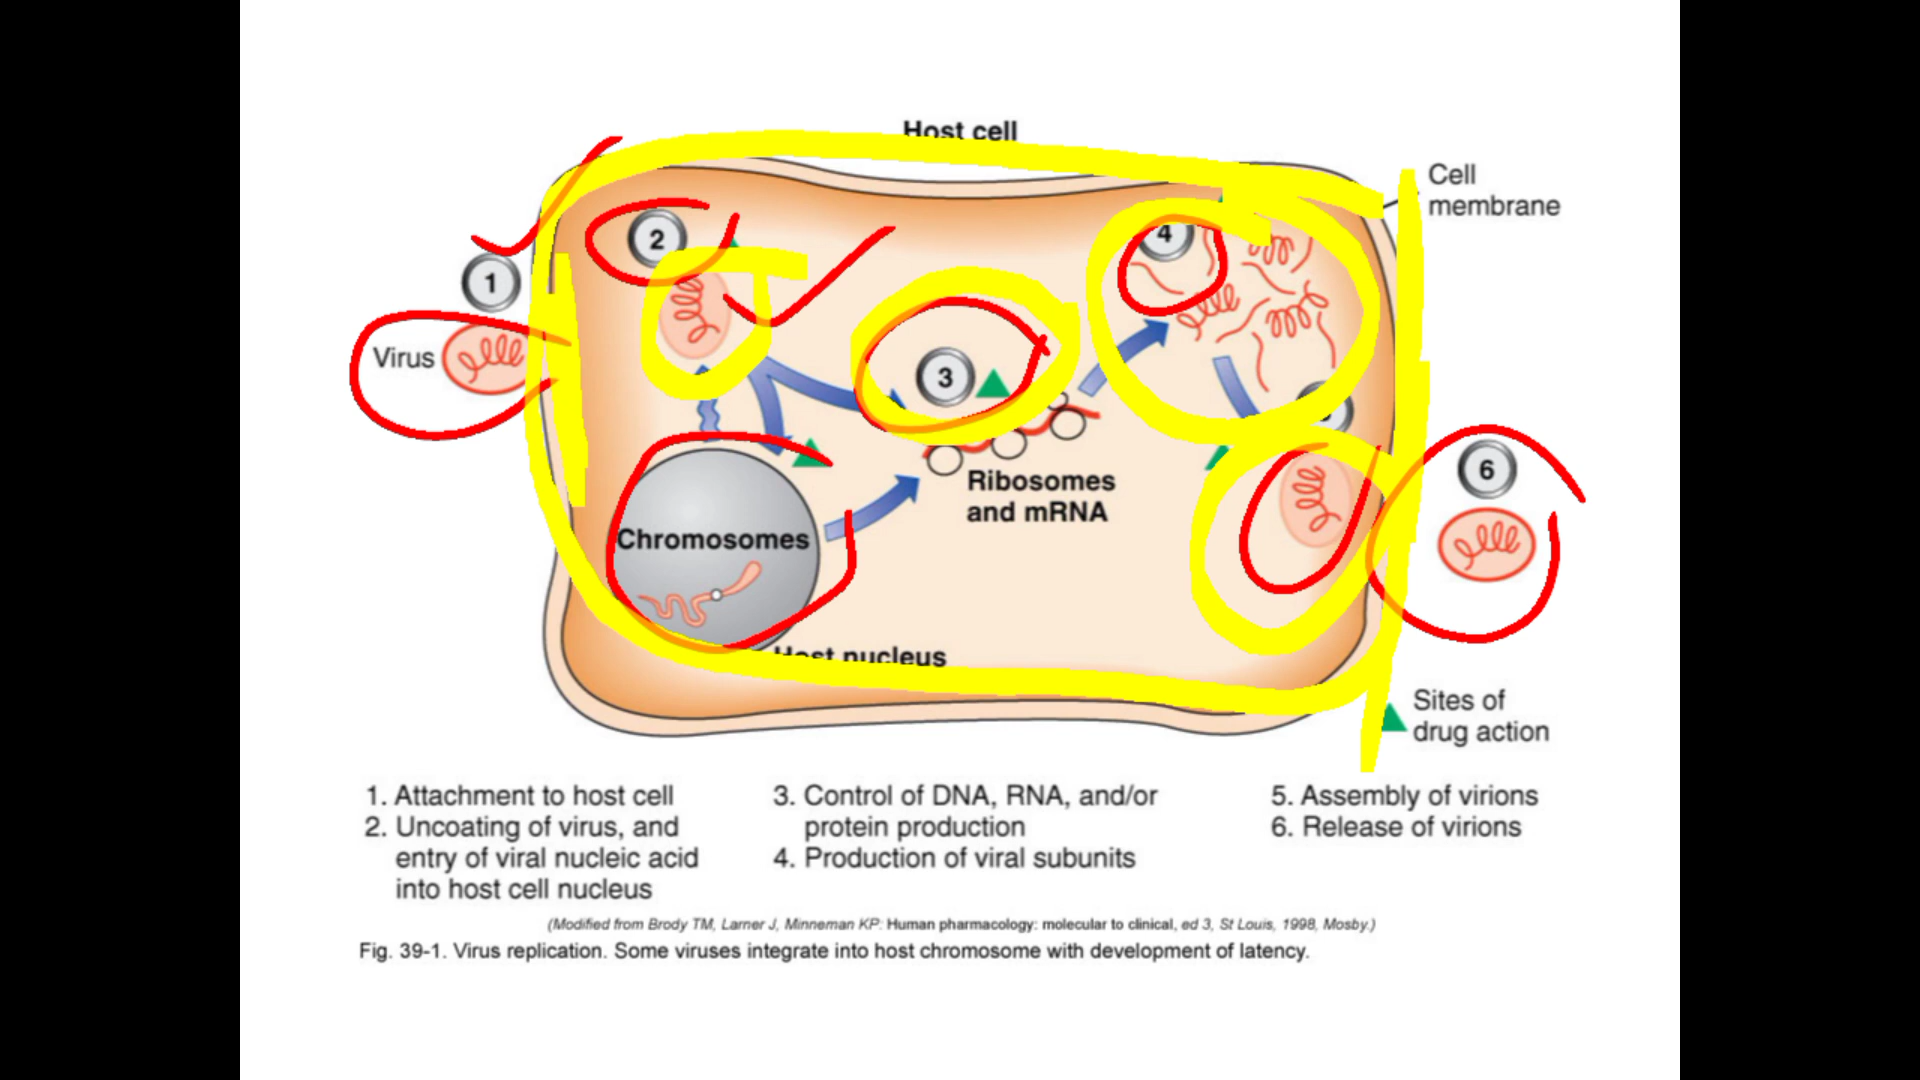 Host cell
Cell
membrane
2
4
1
Virus
3
6
Ribosomes
and mRNA
Chromosomes
Host nucleus
Sites of
drug action
1. Attachment to host cell
2. Uncoating of virus, and
entry of viral nucleic acid
into host cell nucleus
3. Control of DNA, RNA, and/or
protein production
4. Production of viral subunits
5. Assembly of virions
6. Release of virions
(Modified from Brody TM, Larner J, Minneman KP: Human pharmacology: molecular to clinical, ed 3, St Louis, 1998, Mosby.)
Fig. 39-1. Virus replication. Some viruses integrate into host chromosome with development of latency.